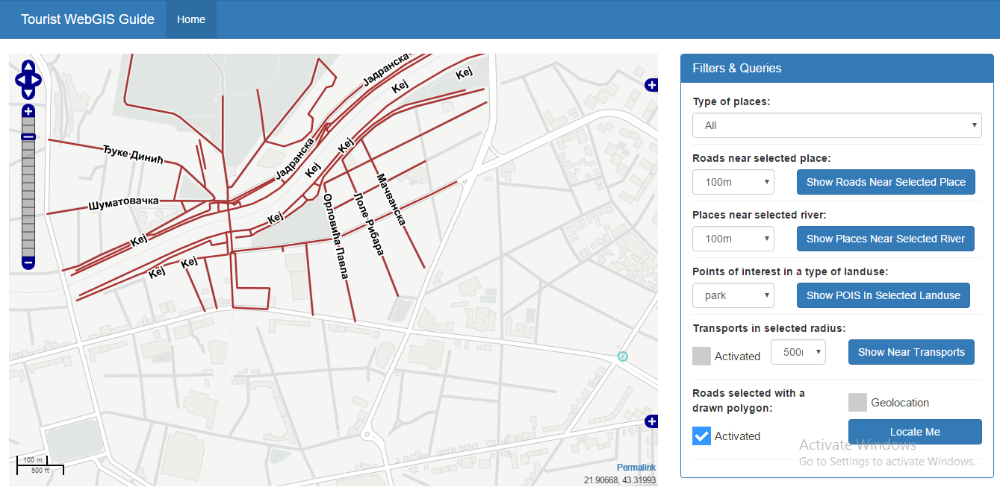 Tourist WebGIS Guide
Home
Јадранска
Кеј
Кеј
Ђуке Динић
Јадранска
Кеј
Кеј
Шуматовачка
Мачванска
Орловића Павла
Лоле Рибара
Кеј
Кеј
Кеј
Кеј
100 m
500 ft
Permalink
21.90668, 43.31993
Filters & Queries
Type of places:
All
Roads near selected place:
100m
Show Roads Near Selected Place
Places near selected river:
100m
Show Places Near Selected River
Points of interest in a type of landuse:
park
Show POIS In Selected Landuse
Transports in selected radius:
Activated
500
Show Near Transports
Roads selected with a
drawn polygon:
Geolocation
Activated
Locate Me
Activate Windows
Go to Settings to activate Windows.